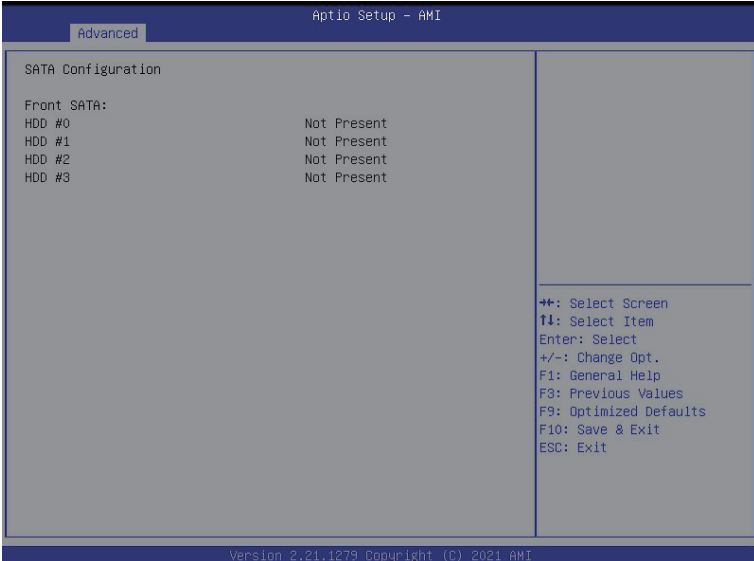 Aptio Setup – AMI
Advanced
SATA Configuration
Front SATA:
HDD #0 Not Present
HDD #1 Not Present
HDD #2 Not Present
HDD #3 Not Present
→←: Select Screen
↑↓: Select Item
Enter: Select
+/-: Change Opt.
F1: General Help
F3: Previous Values
F9: Optimized Defaults
F10: Save & Exit
ESC: Exit
Version 2.21.1279 Copyright (C) 2021 AMI